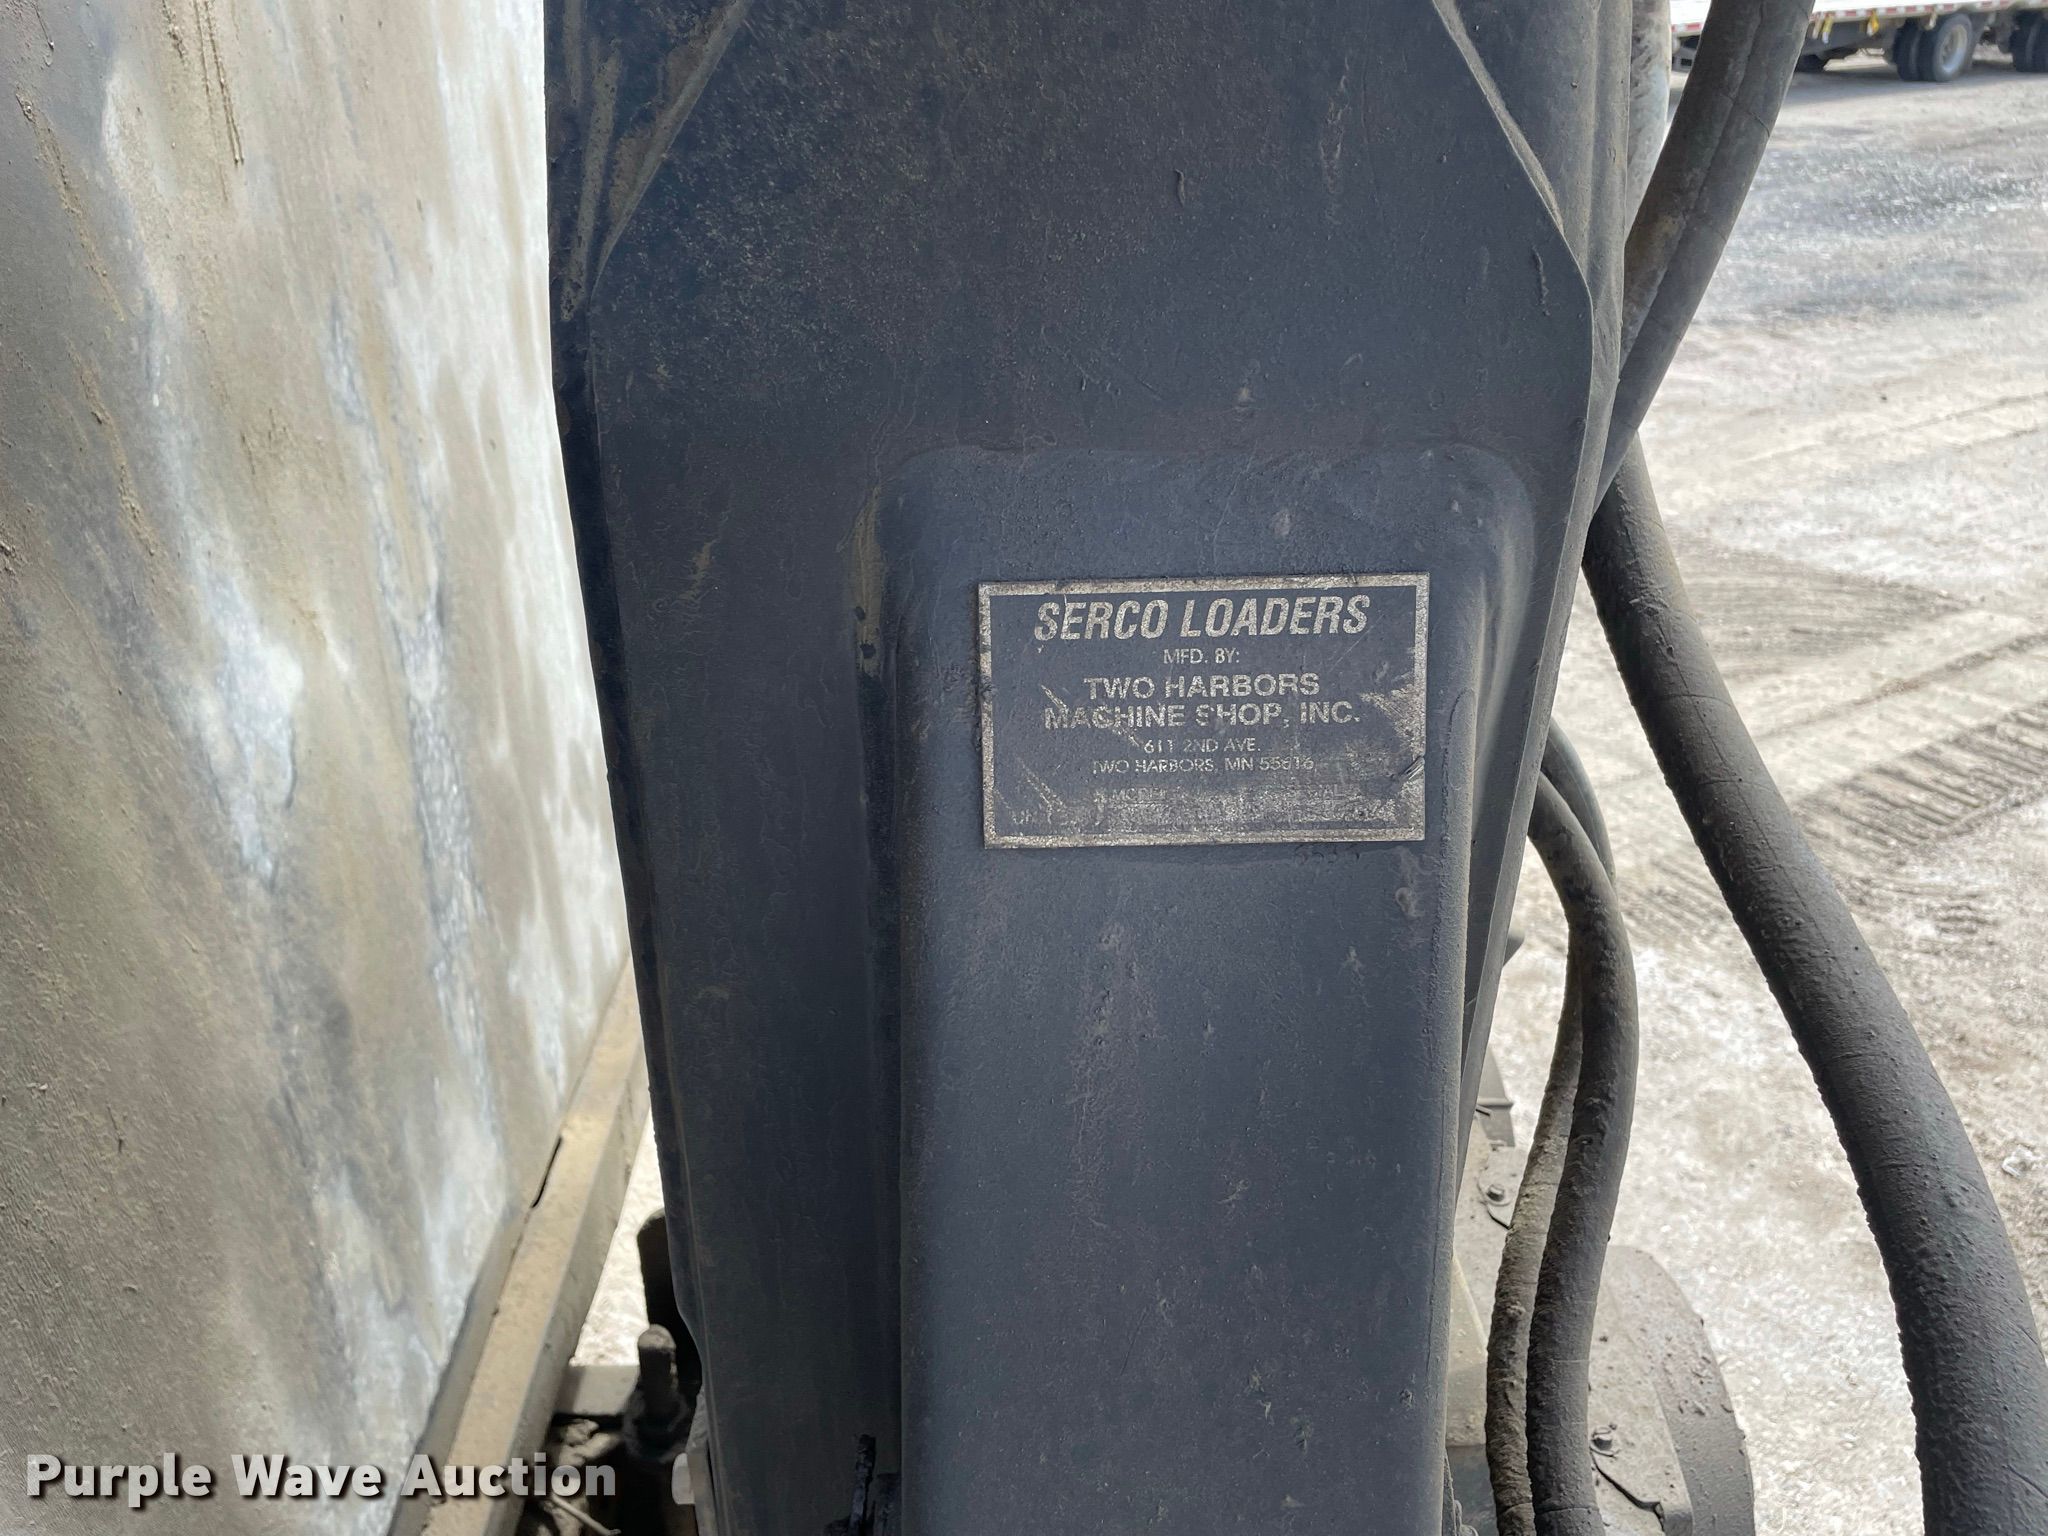 SERCO LOADERS
MFD. BY:
TWO HARBORS
MACHINE SHOP, INC.
611 2ND AVE.
TWO HARBORS, MN 55616
Purple Wave Auction